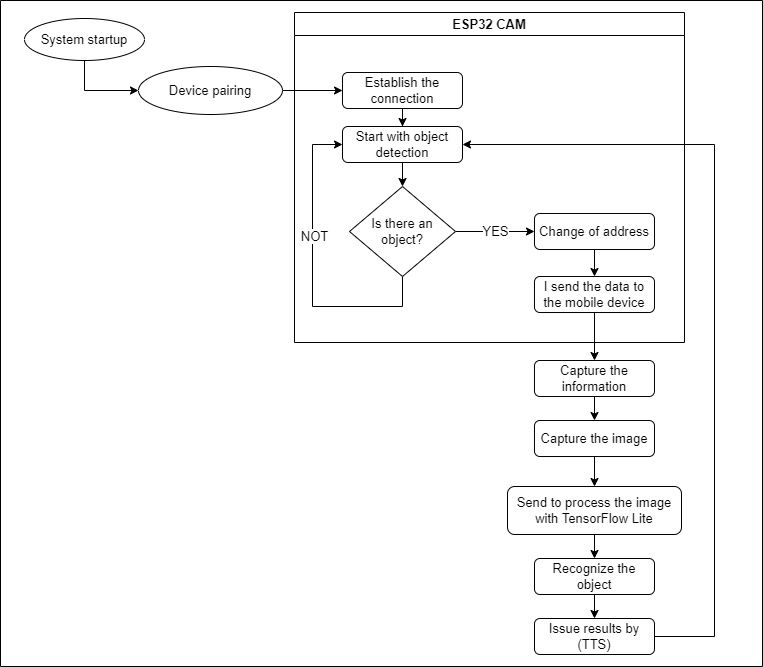 ESP32 CAM
System startup
Device pairing
Establish the
connection
Start with object
detection
Is there an
object?
NOT
YES
Change of address
I send the data to
the mobile device
Capture the
information
Capture the image
Send to process the image
with TensorFlow Lite
Recognize the
object
Issue results by
(TTS)